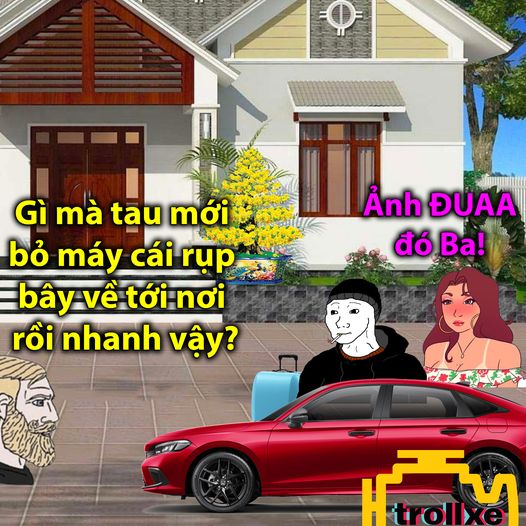 Gì mà tau mới
bỏ máy cái rụp
bây về tới nơi
rồi nhanh vậy?
Ảnh ĐUAA
đó Ba!
trollxe